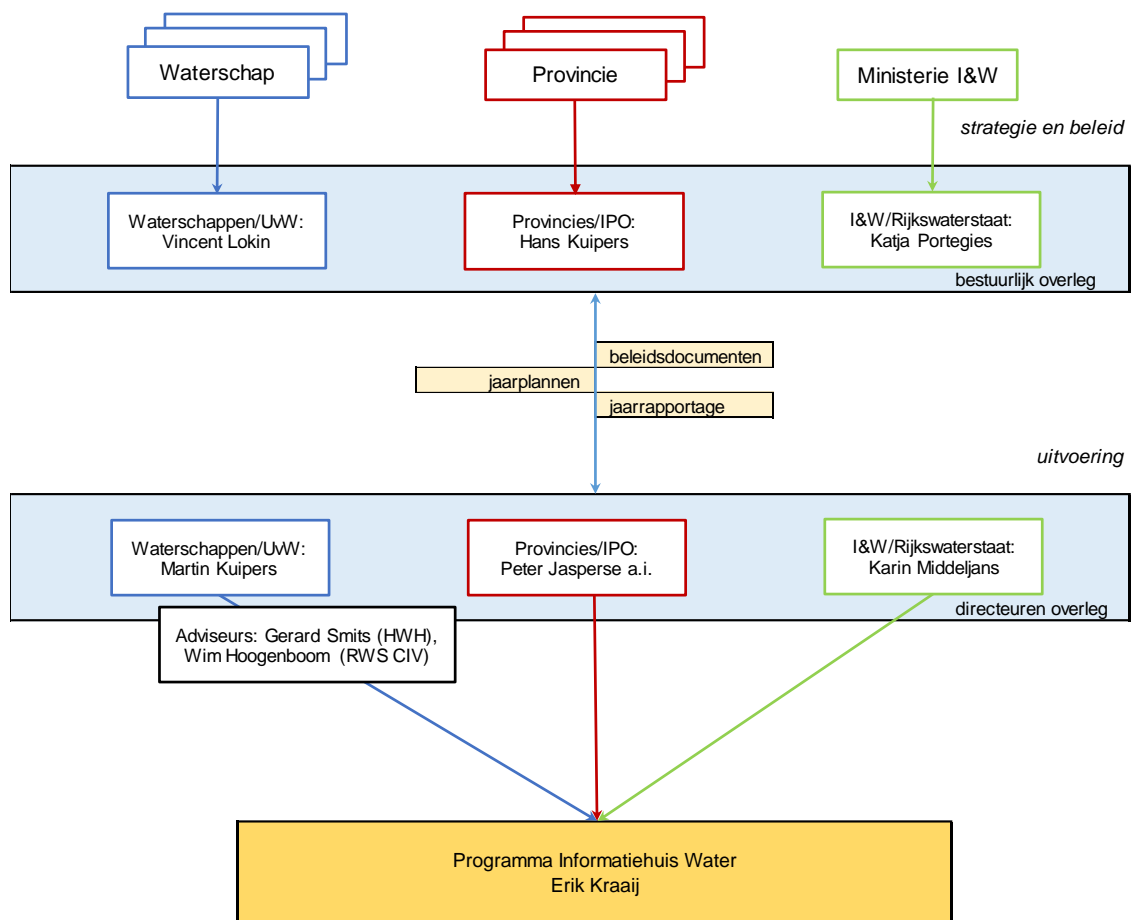 Waterschap
Provincie
Ministerie I&W
strategie en beleid
Waterschappen/UvW:
Vincent Lokin
Provincies/IPO:
Hans Kuipers
I&W/Rijkswaterstaat:
Katja Portegies
bestuurlijk overleg
beleidsdocumenten
jaarplannen
jaarrapportage
uitvoering
Waterschappen/UvW:
Martin Kuipers
Provincies/IPO:
Peter Jasperse a.i.
I&W/Rijkswaterstaat:
Karin Middeljans
directeuren overleg
Adviseurs: Gerard Smits (HWH),
Wim Hoogenboom (RWS CIV)
Programma Informatiehuis Water
Erik Kraaij